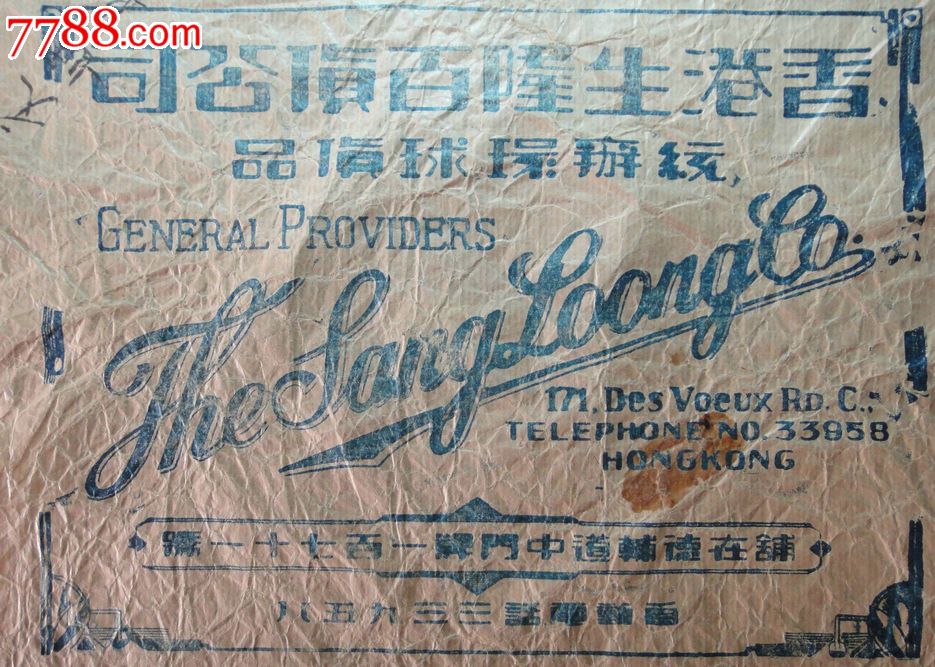 7788.com
香港生隆百貨公司
統辦環球貨品
GENERAL PROVIDERS
The Sang Loong Co.
171, DES VOEUX RD. C.,
TELEPHONE NO. 33958
HONGKONG
舖在德輔道中門牌一百七十一號
香港電話三三九五八